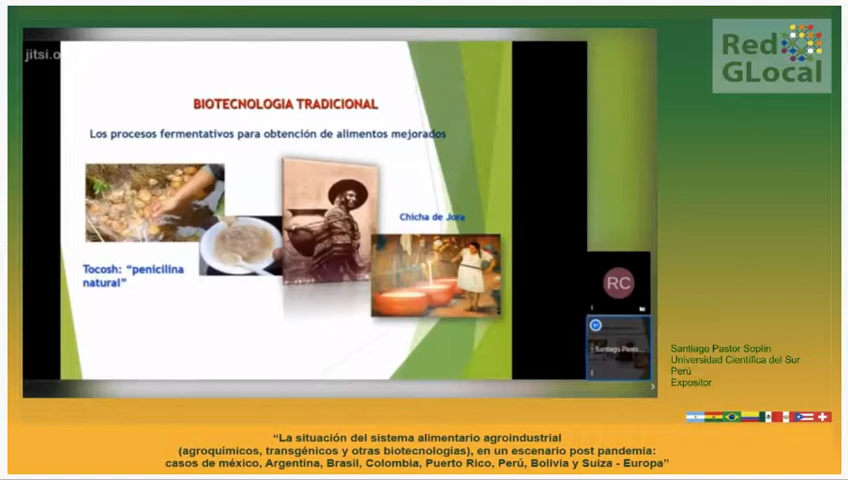 jitsi.o
Red
GLocal
BIOTECNOLOGIA TRADICIONAL
Los procesos fermentativos para obtención de alimentos mejorados
Chicha de Jora
Tocosh: “penicilina
natural”
RC
Santiago Pasto...
Santiago Pastor Soplín
Universidad Científica del Sur
Perú
Expositor
“La situación del sistema alimentario agroindustrial
(agroquímicos, transgénicos y otras biotecnologías), en un escenario post pandemia:
casos de méxico, Argentina, Brasil, Colombia, Puerto Rico, Perú, Bolivia y Suiza - Europa”